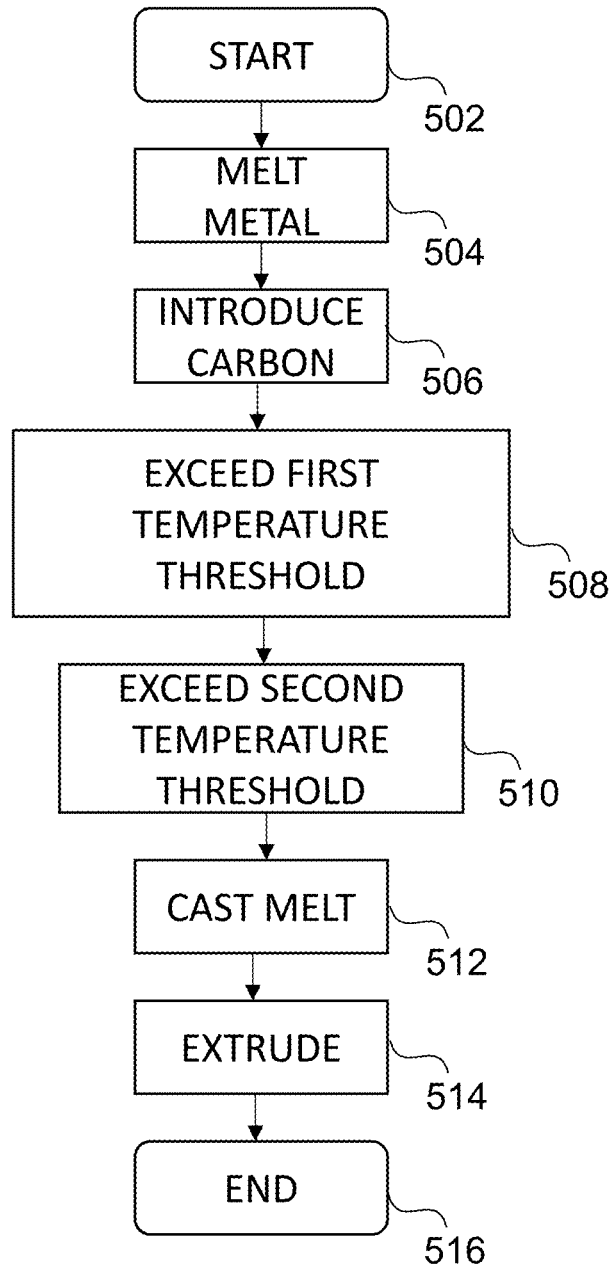 START
502
MELT
METAL
504
INTRODUCE
CARBON
506
EXCEED FIRST
TEMPERATURE
THRESHOLD
508
EXCEED SECOND
TEMPERATURE
THRESHOLD
510
CAST MELT
512
EXTRUDE
514
END
516